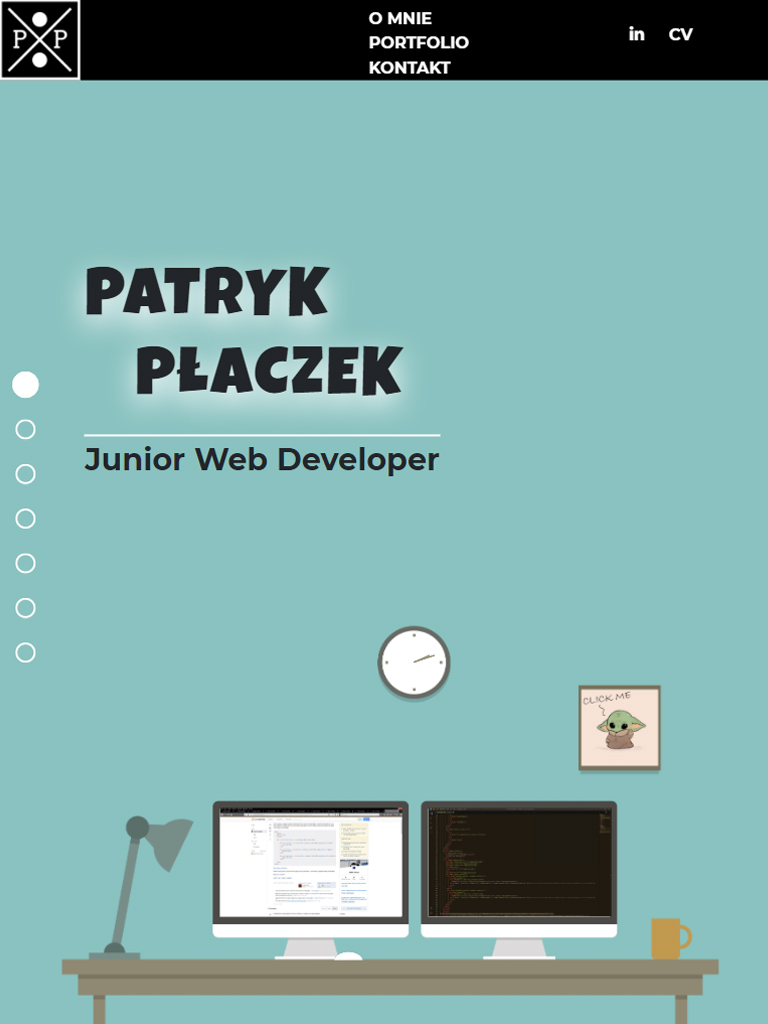 P P
O MNIE
PORTFOLIO
KONTAKT
in CV
PATRYK
PŁACZEK
Junior Web Developer
CLICK ME